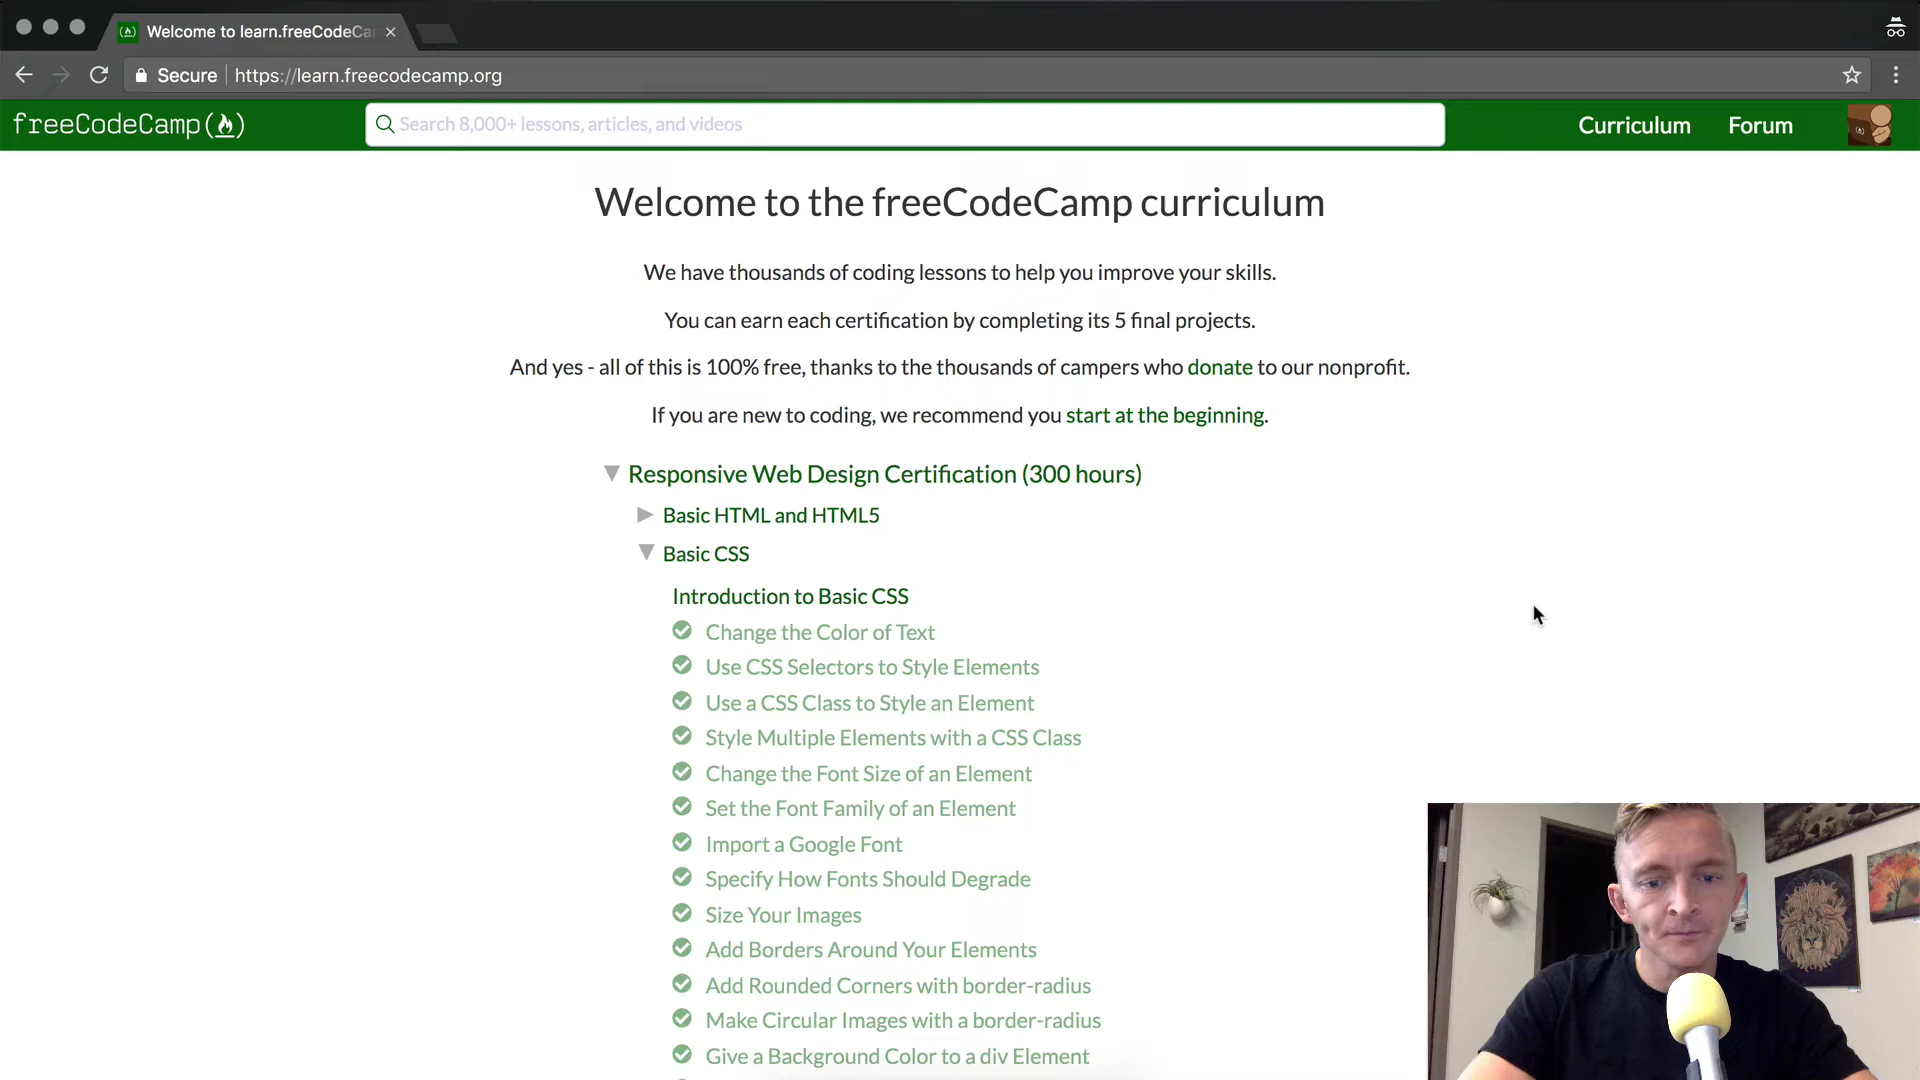 Welcome to learn.freeCodeCa
Secure
https://learn.freecodecamp.org
freeCodeCamp
Search 8,000+ lessons, articles, and videos
Curriculum
Forum
Welcome to the freeCodeCamp curriculum
We have thousands of coding lessons to help you improve your skills.
You can earn each certification by completing its 5 final projects.
And yes - all of this is 100% free, thanks to the thousands of campers who donate to our nonprofit.
If you are new to coding, we recommend you start at the beginning.
Responsive Web Design Certification (300 hours)
Basic HTML and HTML5
Basic CSS
Introduction to Basic CSS
Change the Color of Text
Use CSS Selectors to Style Elements
Use a CSS Class to Style an Element
Style Multiple Elements with a CSS Class
Change the Font Size of an Element
Set the Font Family of an Element
Import a Google Font
Specify How Fonts Should Degrade
Size Your Images
Add Borders Around Your Elements
Add Rounded Corners with border-radius
Make Circular Images with a border-radius
Give a Background Color to a div Element